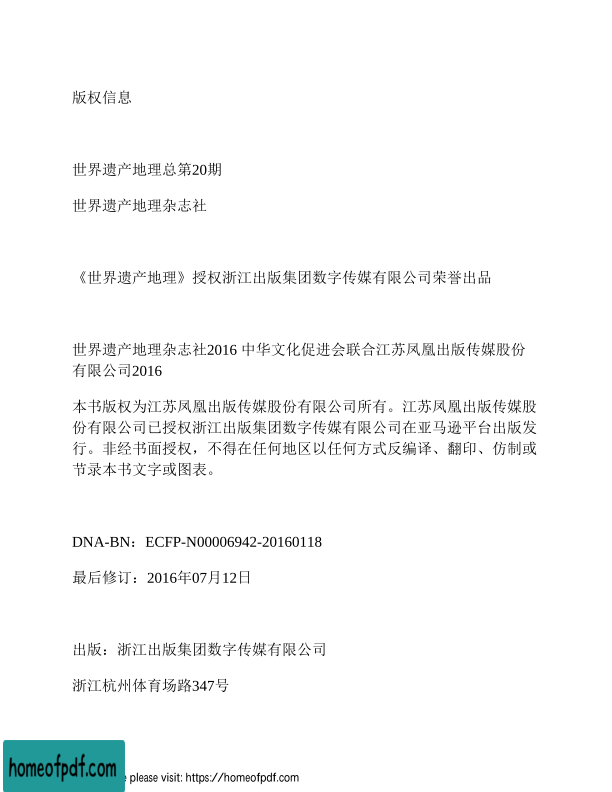 版权信息
世界遗产地理总第20期
世界遗产地理杂志社
《世界遗产地理》授权浙江出版集团数字传媒有限公司荣誉出品
世界遗产地理杂志社2016 中华文化促进会联合江苏凤凰出版传媒股份
有限公司2016
本书版权为江苏凤凰出版传媒股份有限公司所有。江苏凤凰出版传媒股
份有限公司已授权浙江出版集团数字传媒有限公司在亚马逊平台出版发
行。非经书面授权，不得在任何地区以任何方式反编译、翻印、仿制或
节录本书文字或图表。
DNA-BN：ECFP-N00006942-20160118
最后修订：2016年07月12日
出版：浙江出版集团数字传媒有限公司
浙江杭州体育场路347号
homeofpdf.com
please visit: https://homeofpdf.com